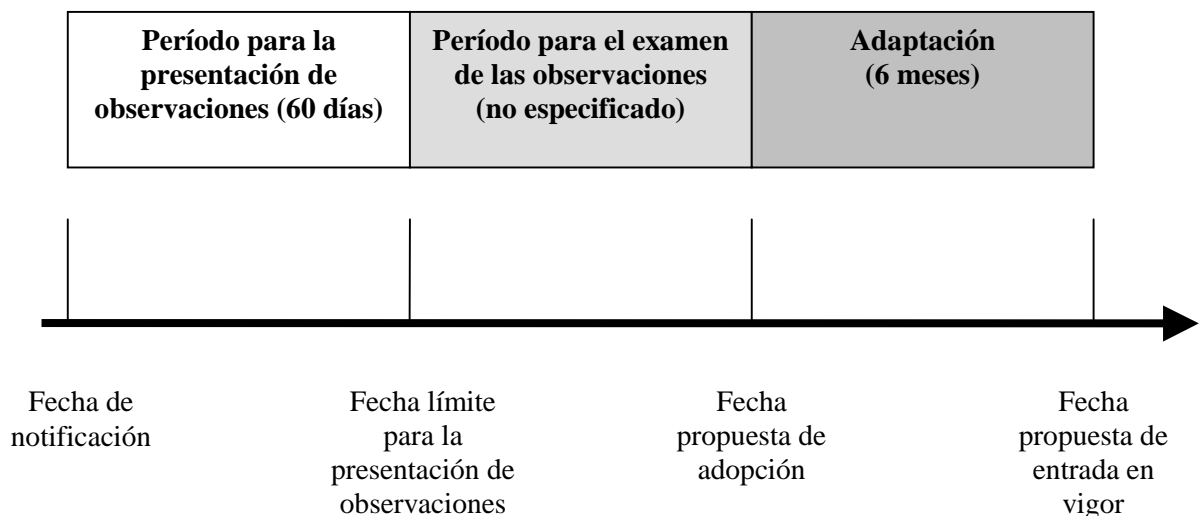 Período para la
presentación de
observaciones (60 días)
Período para el examen
de las observaciones
(no especificado)
Adaptación
(6 meses)
Fecha de
notificación
Fecha límite
para la
presentación de
observaciones
Fecha
propuesta de
adopción
Fecha
propuesta de
entrada en
vigor